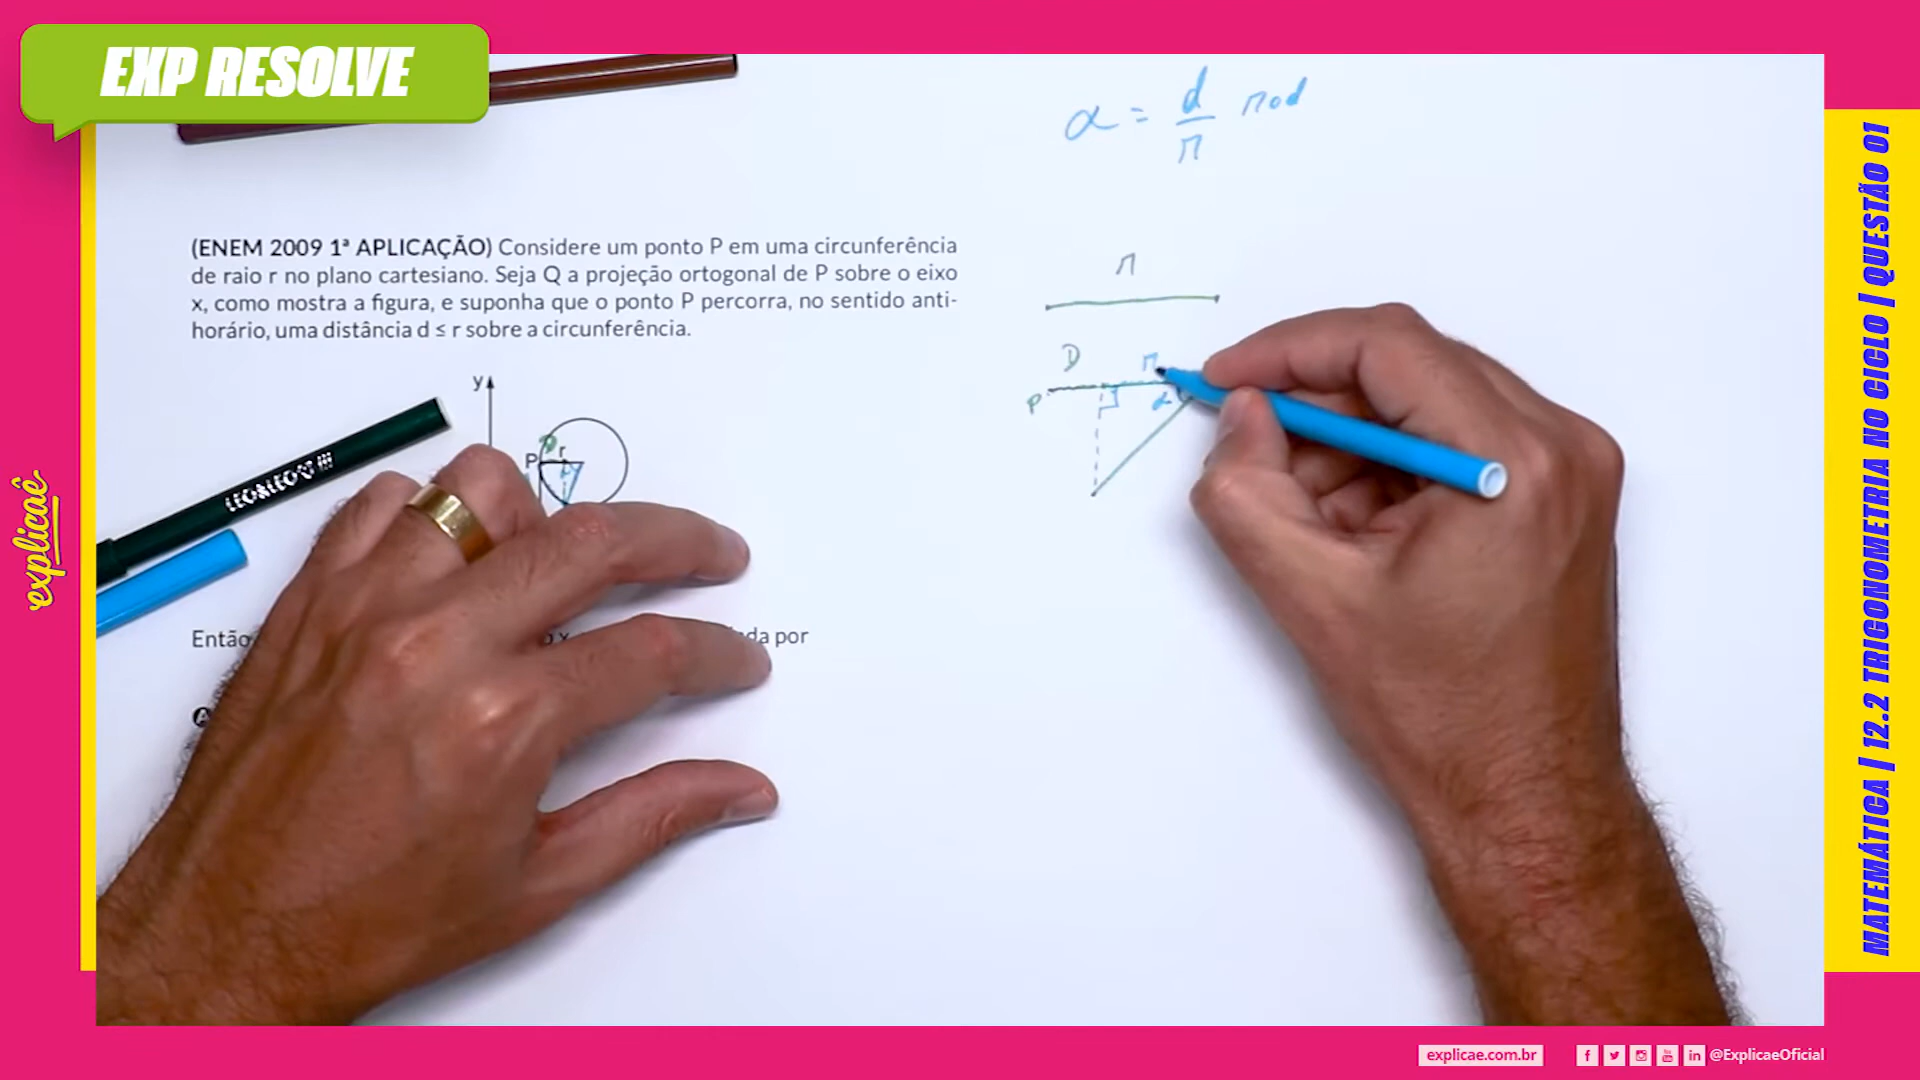 EXP RESOLVE
α = d/r rad
(ENEM 2009 1ª APLICAÇÃO) Considere um ponto P em uma circunferência
de raio r no plano cartesiano. Seja Q a projeção ortogonal de P sobre o eixo
x, como mostra a figura, e suponha que o ponto P percorra, no sentido anti-
horário, uma distância d ≤ r sobre a circunferência.
r
D
r
P
α
y
D
P
r
LEO&LEO
Então
x
da por
A
explicaê
MATEMÁTICA | 12.2 TRIGONOMETRIA NO CICLO | QUESTÃO 01
explicae.com.br
@ExplicaeOficial